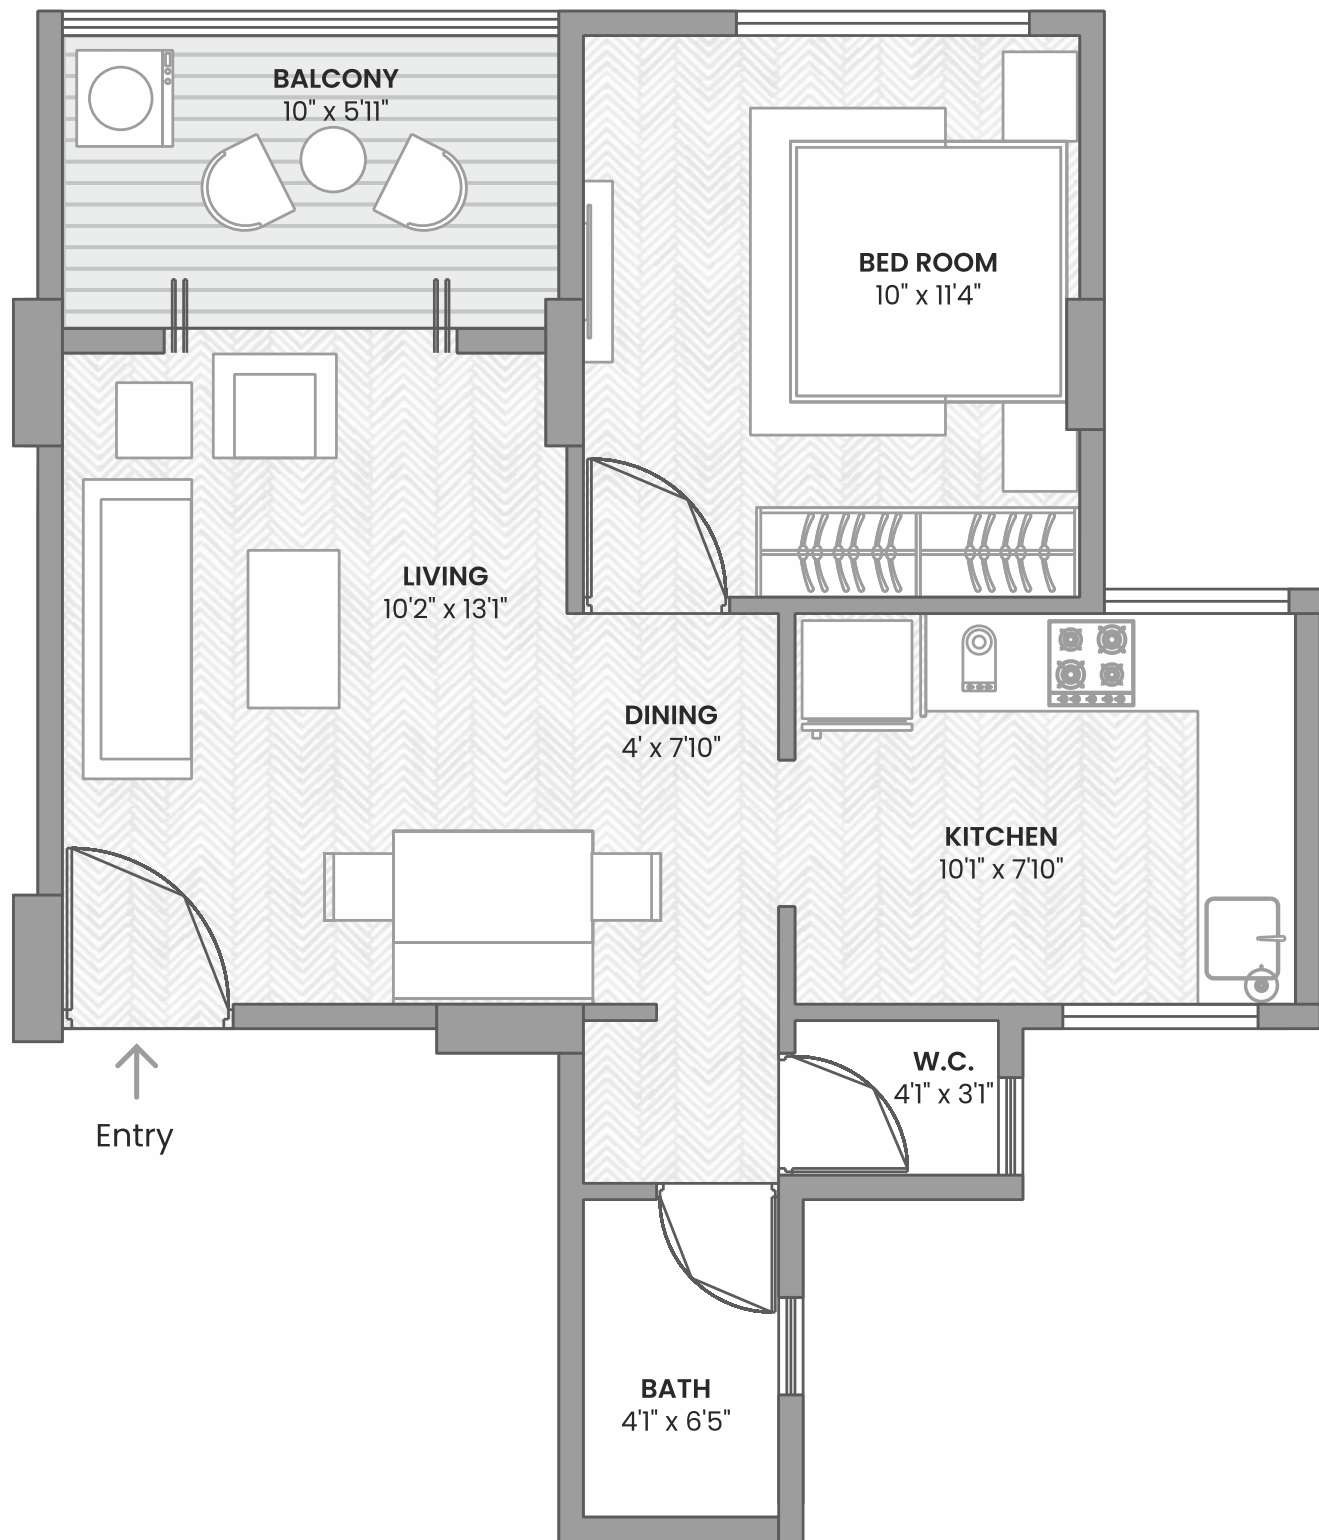 BALCONY
10" x 5'11"
BED ROOM
10" x 11'4"
LIVING
10'2" x 13'1"
DINING
4' x 7'10"
KITCHEN
10'1" x 7'10"
W.C.
4'1" x 3'1"
Entry
BATH
4'1" x 6'5"